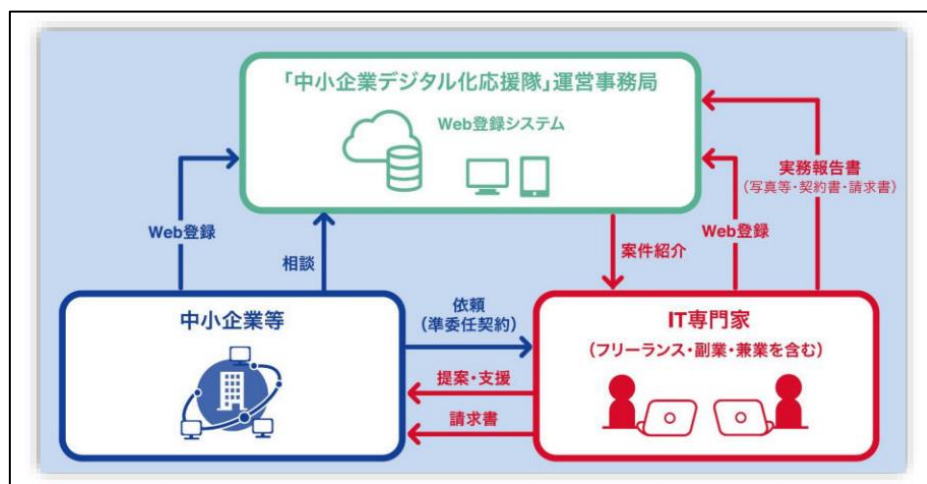 「中小企業デジタル化応援隊」運営事務局
Web登録システム
実務報告書
（写真等・契約書・請求書）
Web登録
相談
案件紹介
Web登録
中小企業等
依頼
（準委任契約）
提案・支援
請求書
IT専門家
（フリーランス・副業・兼業を含む）